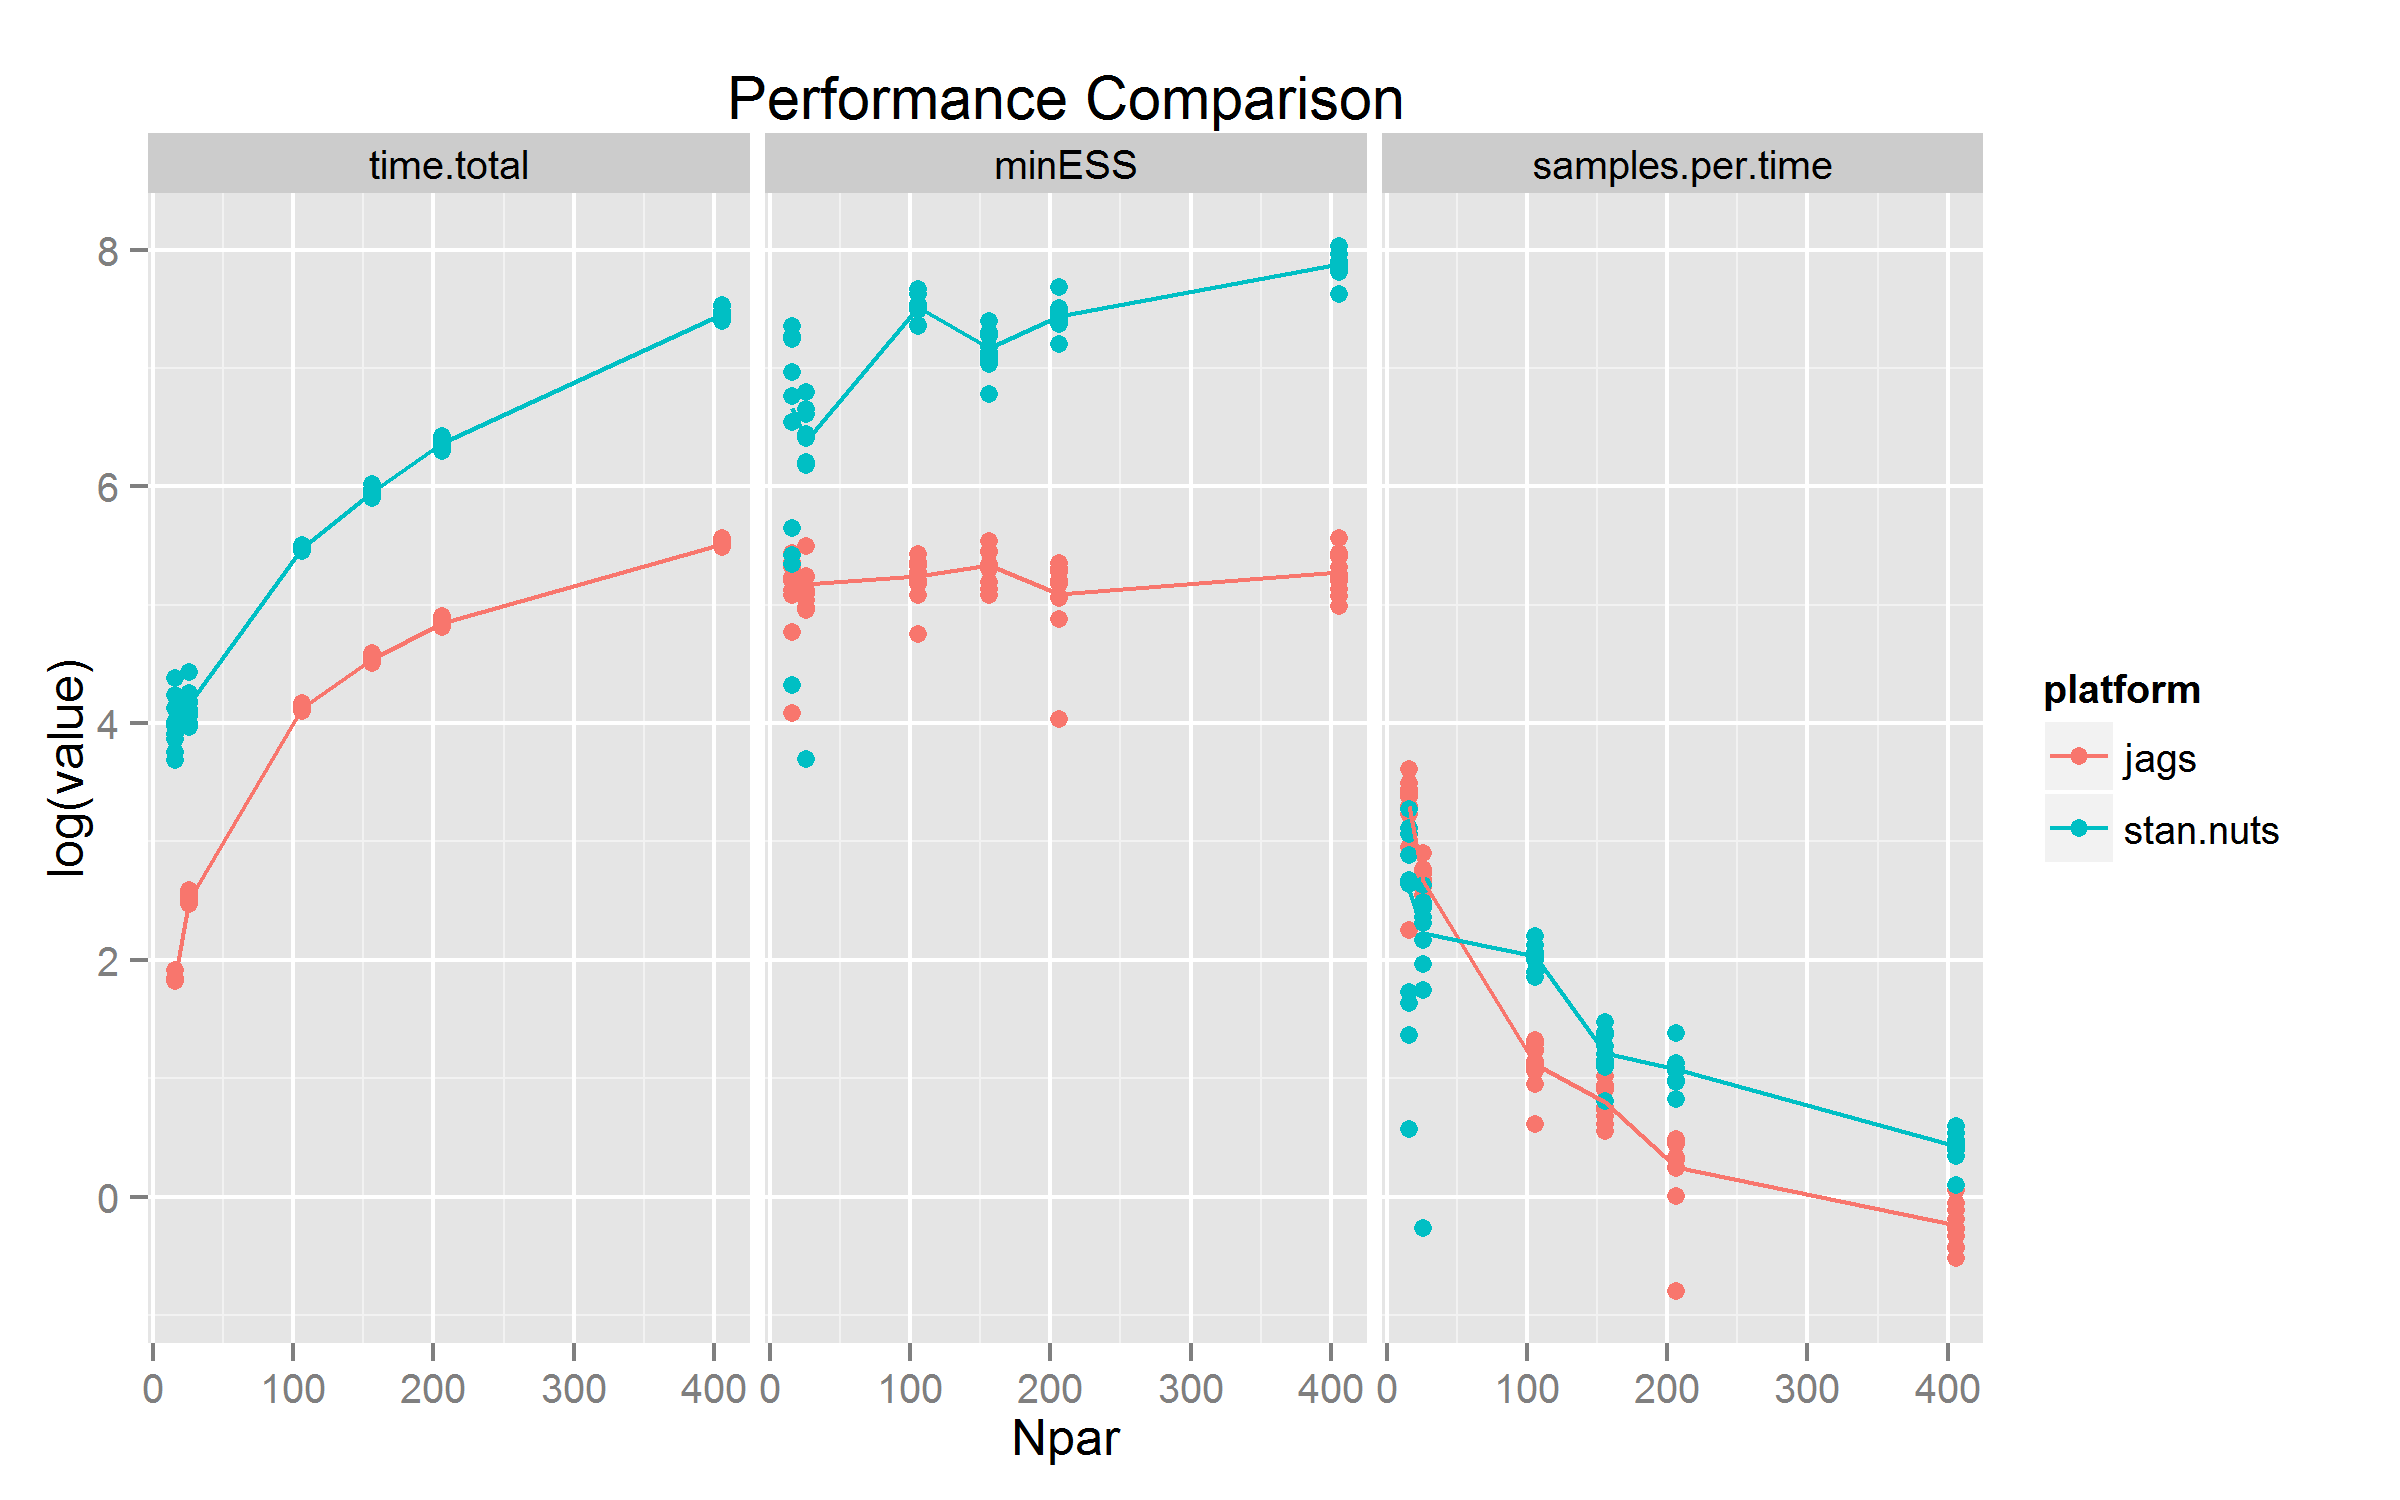 Performance Comparison
time.total minESS samples.per.time
8
6
4
2
0
log(value)
0 100 200 300 400 0 100 200 300 400 0 100 200 300 400
Npar
platform
jags
stan.nuts